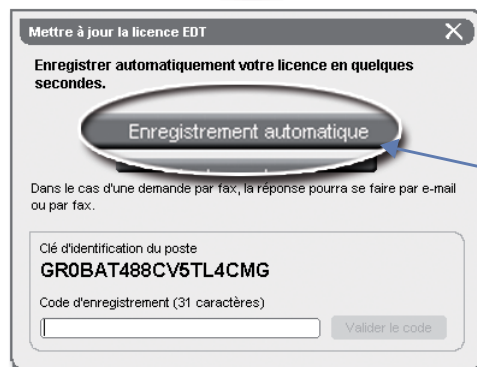 Mettre à jour la licence EDT
Enregistrer automatiquement votre licence en quelques
secondes.
Enregistrement automatique
Dans le cas d'une demande par fax, la réponse pourra se faire par e-mail
ou par fax.
Clé d'identification du poste
GR0BAT488CV5TL4CMG
Code d'enregistrement (31 caractères)
Valider le code